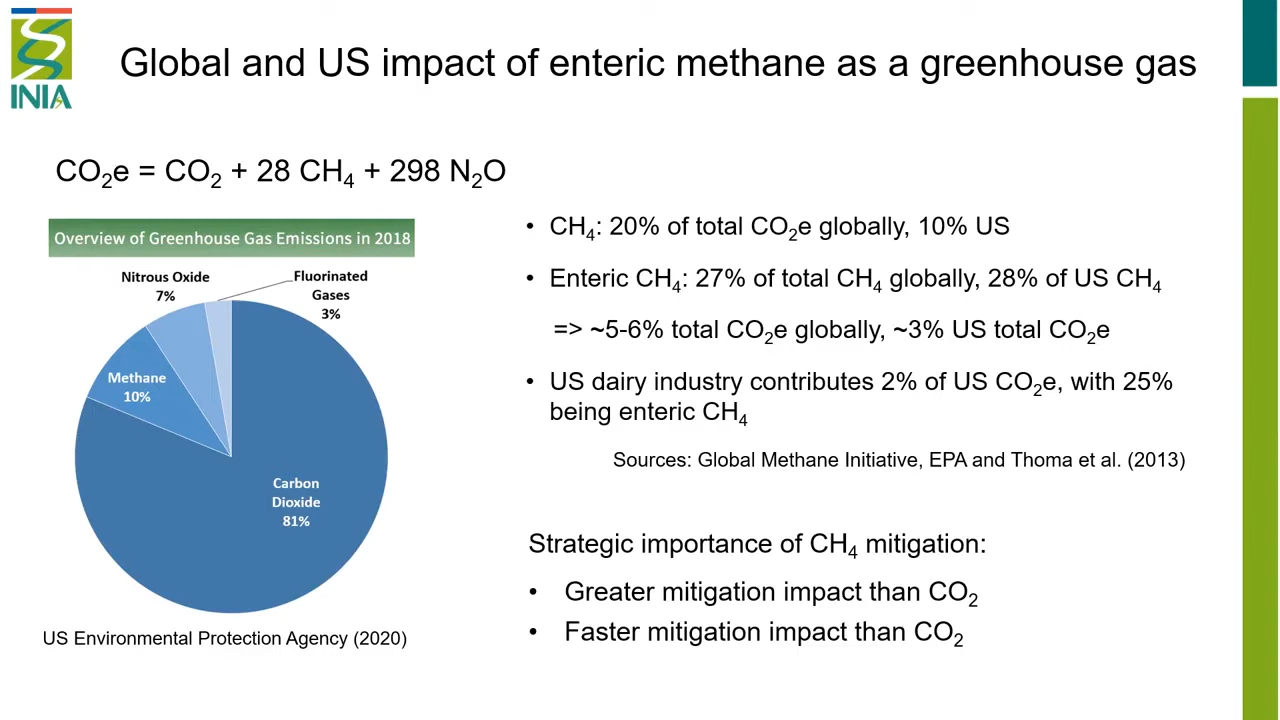 INIA
Global and US impact of enteric methane as a greenhouse gas
CO₂e = CO₂ + 28 CH₄ + 298 N₂O
Overview of Greenhouse Gas Emissions in 2018
Nitrous Oxide
7%
Fluorinated
Gases
3%
Methane
10%
Carbon
Dioxide
81%
US Environmental Protection Agency (2020)
• CH₄: 20% of total CO₂e globally, 10% US
• Enteric CH₄: 27% of total CH₄ globally, 28% of US CH₄
=> ~5-6% total CO₂e globally, ~3% US total CO₂e
• US dairy industry contributes 2% of US CO₂e, with 25%
being enteric CH₄
Sources: Global Methane Initiative, EPA and Thoma et al. (2013)
Strategic importance of CH₄ mitigation:
• Greater mitigation impact than CO₂
• Faster mitigation impact than CO₂